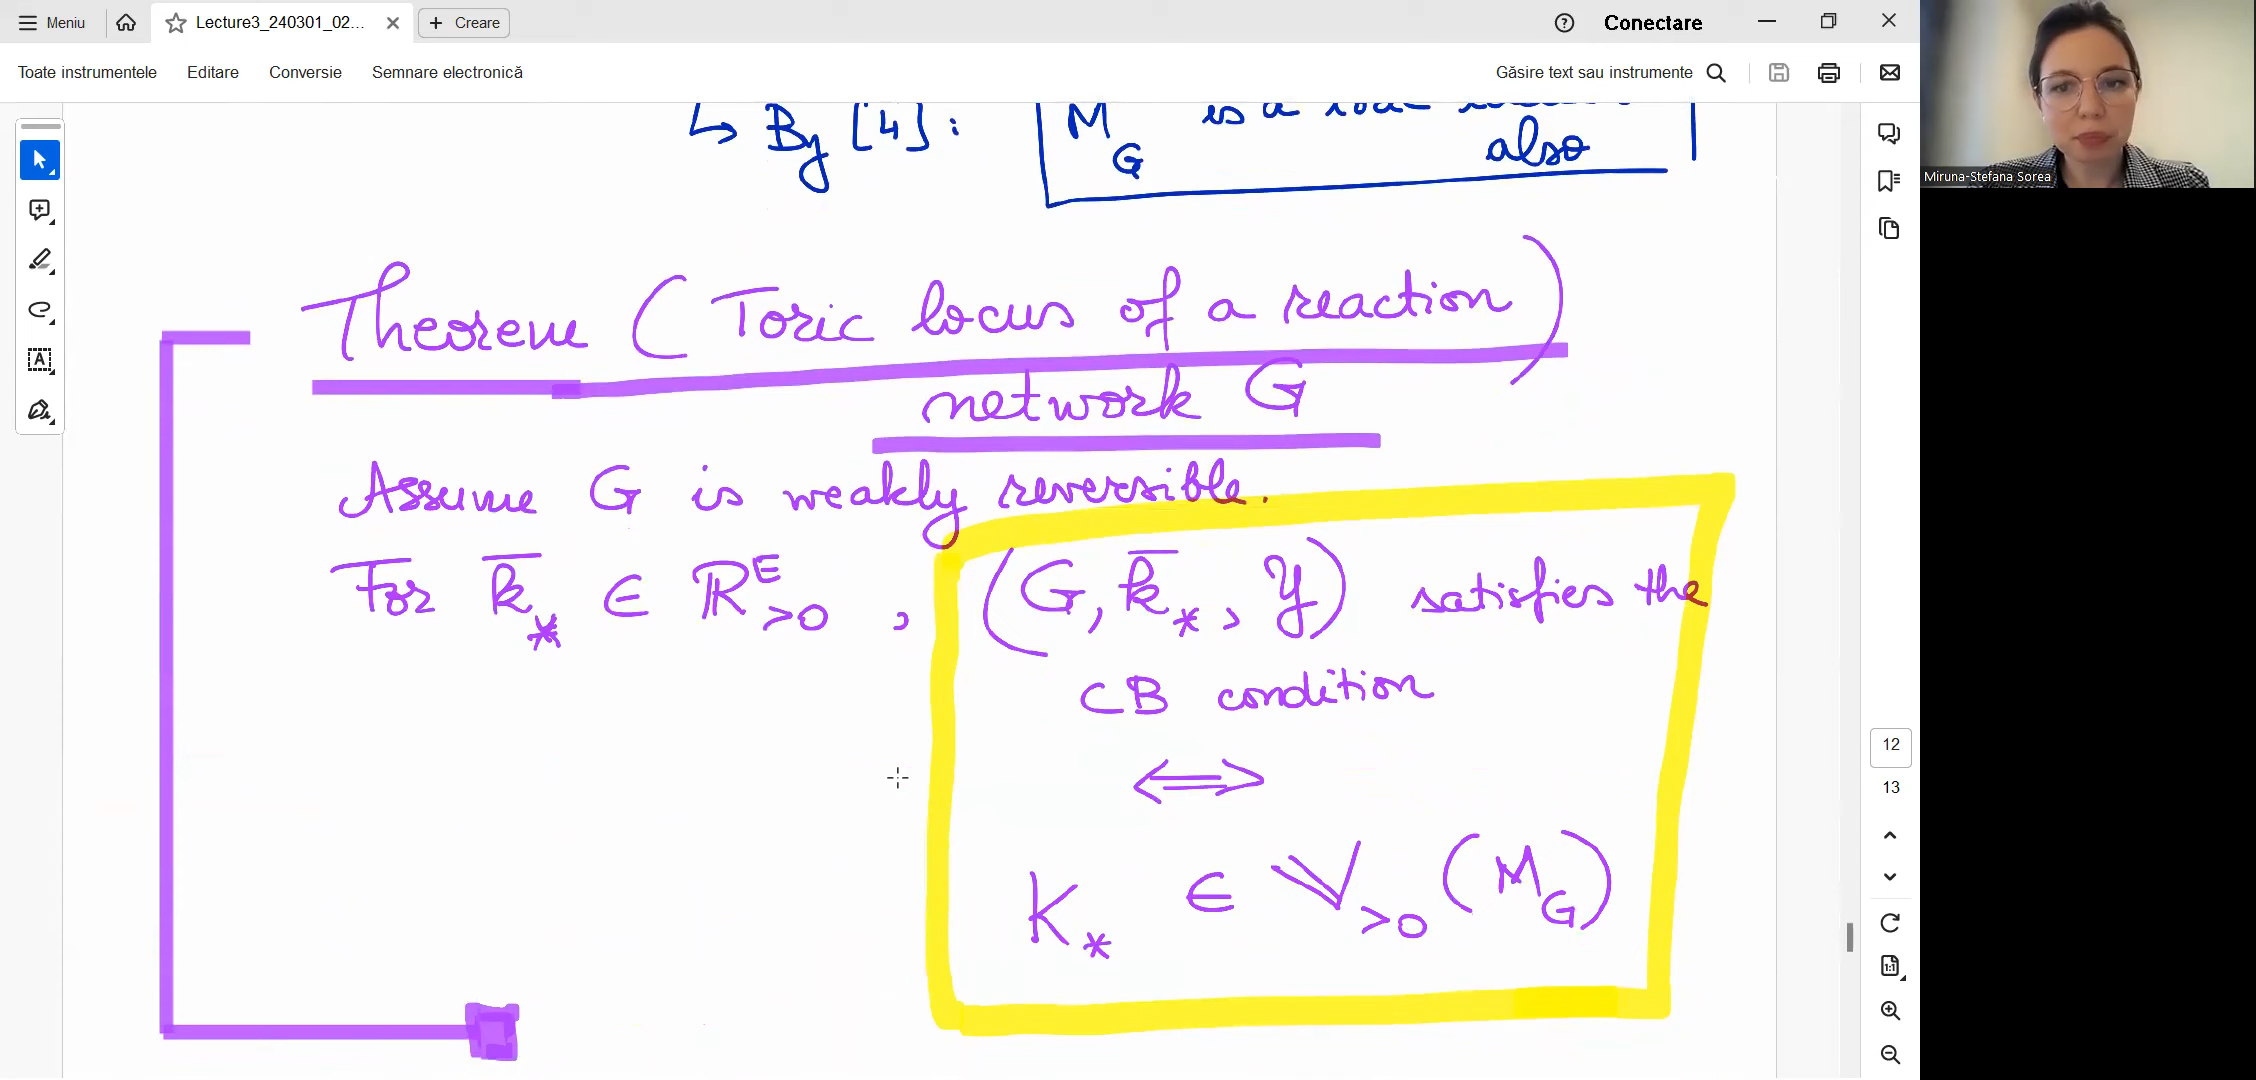 Meniu
Lecture3_240301_02...
Creare
Conectare
Toate instrumentele Editare Conversie Semnare electronică
Găsire text sau instrumente
By [4]: M_G is a
also
Theorem (Toric locus of a reaction
network G)
Assume G is weakly reversible.
For k̄_* ∈ ℝ^E_{>0}, (G, k̄_*, Y) satisfies the
CB condition
⟺
K_* ∈ V_{>0}(M_G)
12
13
Miruna-Stefana Sorea